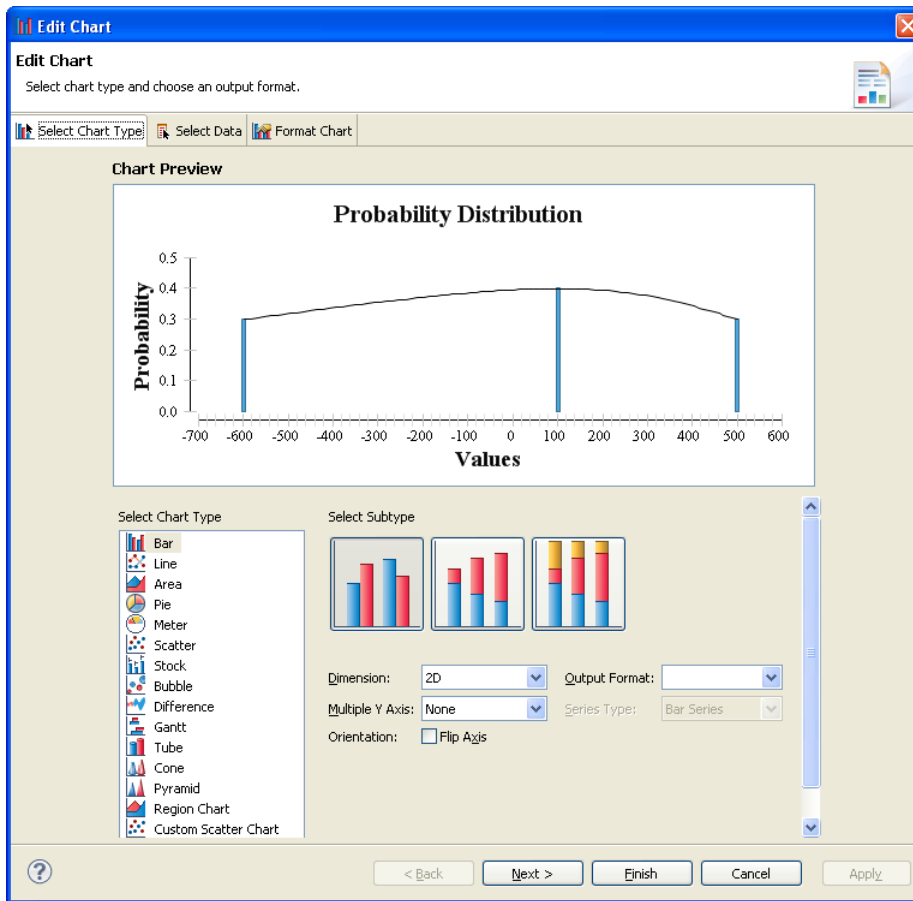 Edit Chart
Edit Chart
Select chart type and choose an output format.
Select Chart Type
Select Data
Format Chart
Chart Preview
Probability Distribution
Probability
0.5
0.4
0.3
0.2
0.1
0.0
-700 -600 -500 -400 -300 -200 -100 0 100 200 300 400 500 600
Values
Select Chart Type
Bar
Line
Area
Pie
Meter
Scatter
Stock
Bubble
Difference
Gantt
Tube
Cone
Pyramid
Region Chart
Custom Scatter Chart
Select Subtype
Dimension: 2D Output Format:
Multiple Y Axis: None Series Type: Bar Series
Orientation: Flip Axis
?
< Back Next > Finish Cancel Apply